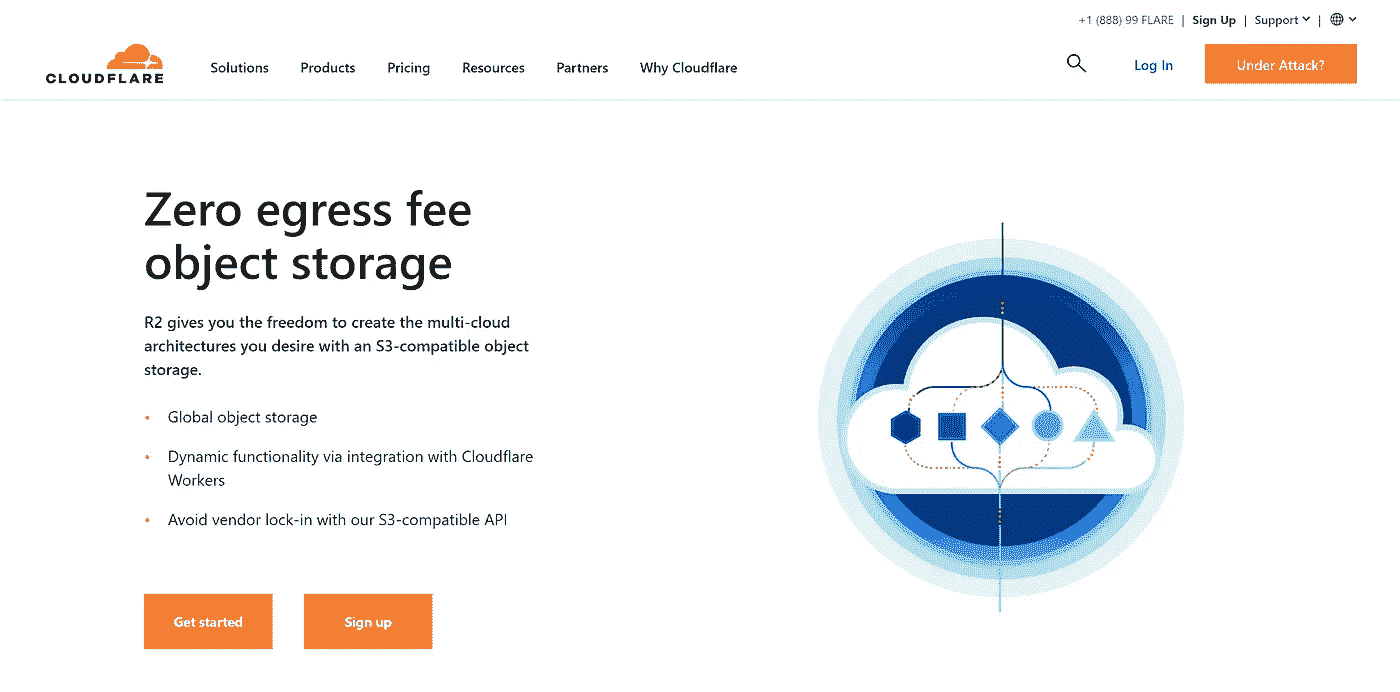 +1 (888) 99 FLARE | Sign Up | Support |
CLOUDFLARE
Solutions Products Pricing Resources Partners Why Cloudflare
Log In
Under Attack?
Zero egress fee
object storage
R2 gives you the freedom to create the multi-cloud
architectures you desire with an S3-compatible object
storage.
• Global object storage
• Dynamic functionality via integration with Cloudflare
Workers
• Avoid vendor lock-in with our S3-compatible API
Get started
Sign up